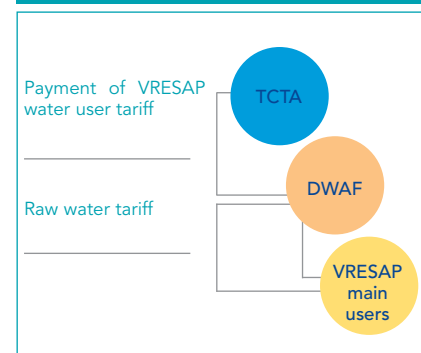 Payment of VRESAP
water user tariff
TCTA
DWAF
Raw water tariff
VRESAP
main
users